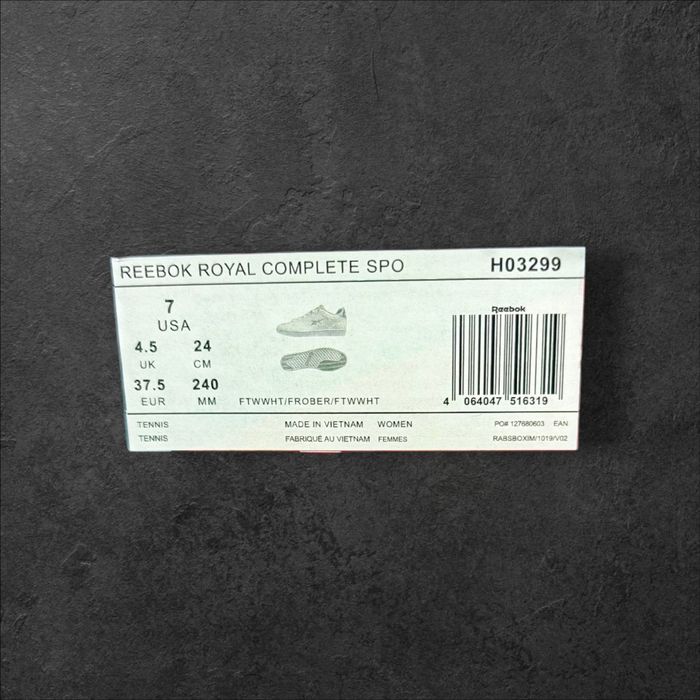 REEBOK ROYAL COMPLETE SPO H03299
7
USA
4.5 24
UK CM
37.5 240
EUR MM
FTWWHT/FROBER/FTWWHT
Reebok
4 064047 516319
TENNIS MADE IN VIETNAM WOMEN PO# 127680603 EAN
TENNIS FABRIQUÉ AU VIETNAM FEMMES RABSBOXIM/1019/V02